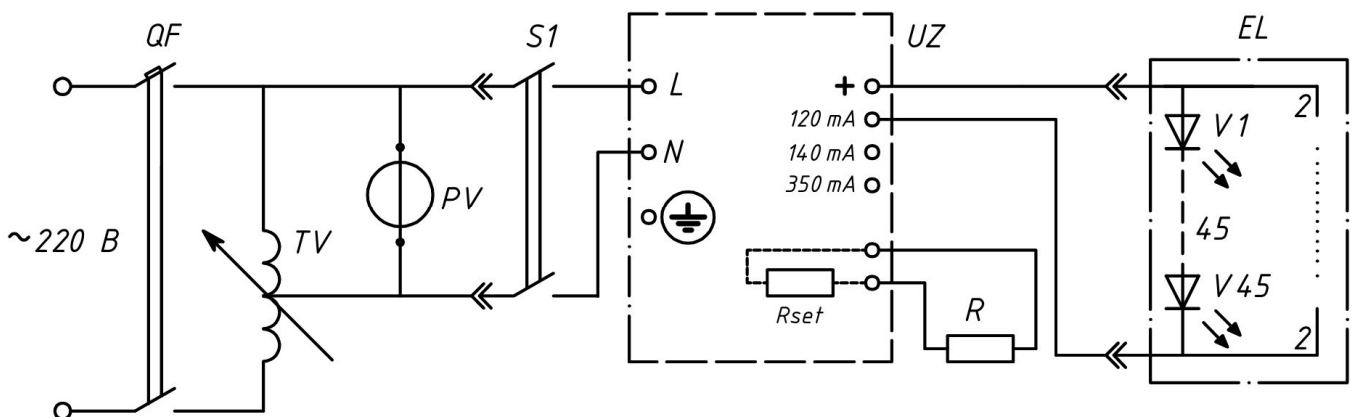 QF
S1
UZ
EL
L
+
2
120 mA
V1
N
140 mA
350 mA
PV
~220 В
TV
45
Rset
R
V45
2